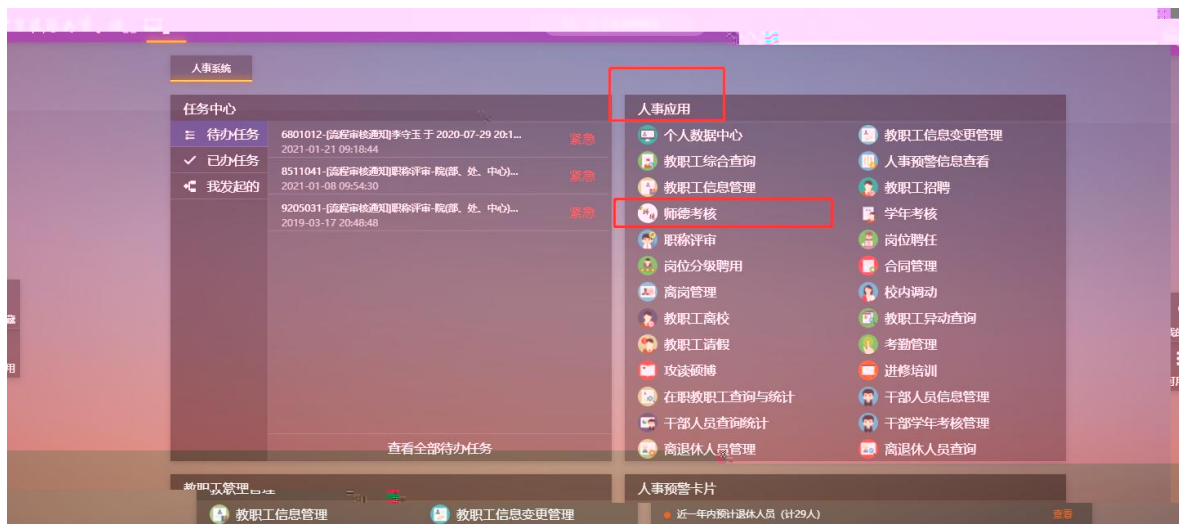 人事系统
任务中心
待办任务
已办任务
我发起的
6801012-[流程审核通知]李守玉 于 2020-07-29 20:1...
紧急
2021-01-21 09:18:44
8511041-[流程审核通知]职称评审-院(部、处、中心)...
紧急
2021-01-08 09:54:30
9205031-[流程审核通知]职称评审-院(部、处、中心)...
紧急
2019-03-17 20:48:48
查看全部待办任务
人事应用
个人数据中心
教职工信息变更管理
教职工综合查询
人事预警信息查看
教职工信息管理
教职工招聘
师德考核
学年考核
职称评审
岗位聘任
岗位分级聘用
合同管理
离岗管理
校内调动
教职工离校
教职工异动查询
教职工请假
考勤管理
攻读硕博
进修培训
在职教职工查询与统计
干部人员信息管理
干部人员查询统计
干部学年考核管理
离退休人员管理
离退休人员查询
人事预警卡片
教职工信息管理
教职工信息变更管理
近一年内预计退休人员 (计29人)
查看